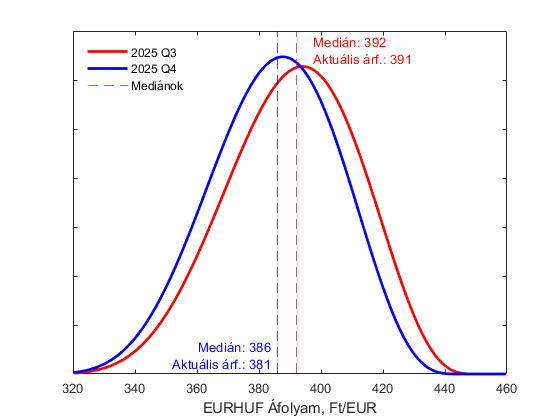 Medián: 392
Aktuális árf.: 391
2025 Q3
2025 Q4
Mediánok
Medián: 386
Aktuális árf.: 381
320 340 360 380 400 420 440 460
EURHUF Áfolyam, Ft/EUR